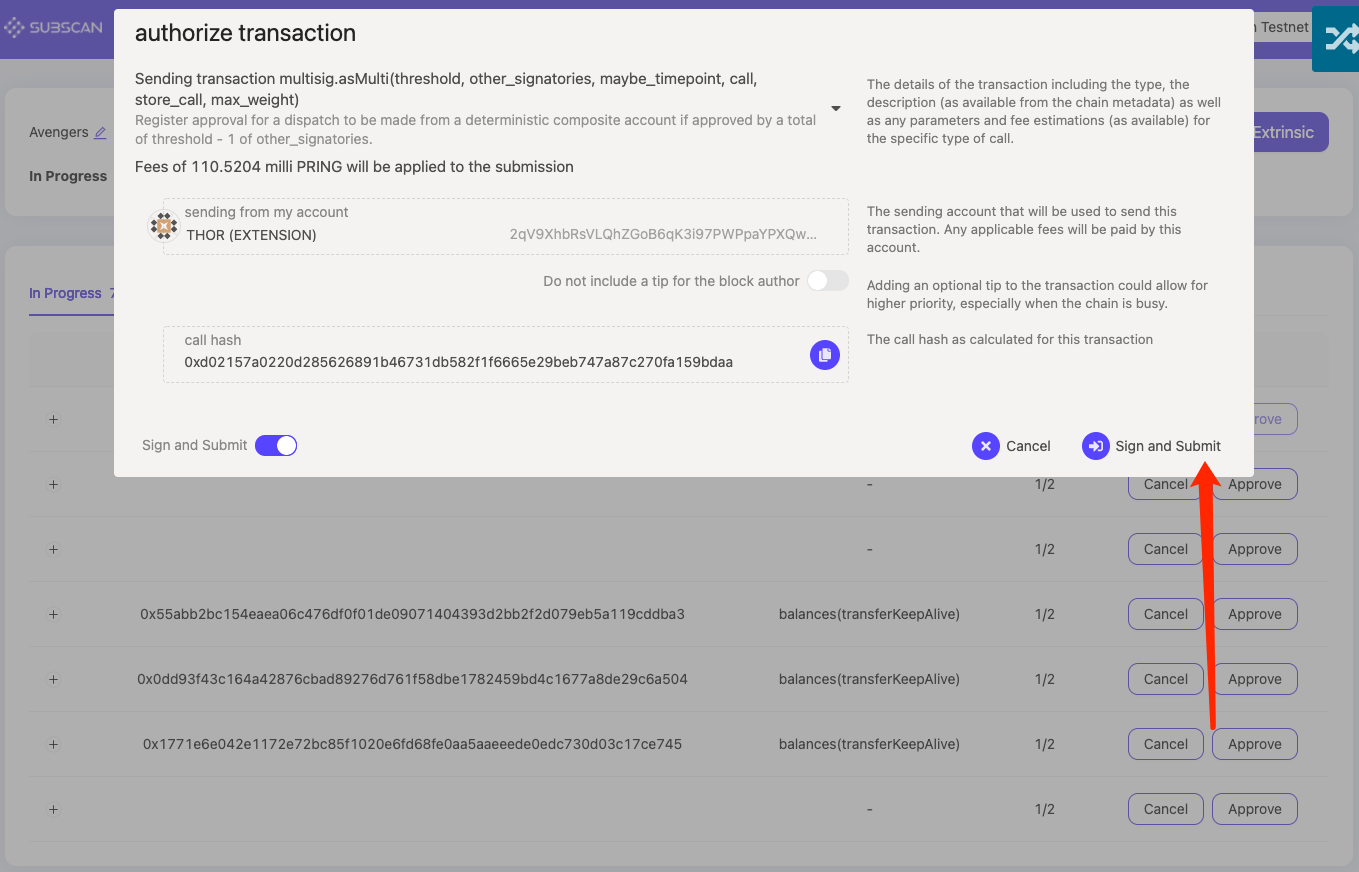 SUBSCAN
authorize transaction
Testnet
Sending transaction multisig.asMulti(threshold, other_signatories, maybe_timepoint, call,
store_call, max_weight)
Register approval for a dispatch to be made from a deterministic composite account if approved by a total
of threshold - 1 of other_signatories.
Fees of 110.5204 milli PRING will be applied to the submission
The details of the transaction including the type, the
description (as available from the chain metadata) as well
as any parameters and fee estimations (as available) for
the specific type of call.
Avengers
Extrinsic
In Progress
sending from my account
THOR (EXTENSION)
2qV9XhbRsVLQhZGoB6qK3i97PWPpaYPXQw...
The sending account that will be used to send this
transaction. Any applicable fees will be paid by this
account.
Do not include a tip for the block author
Adding an optional tip to the transaction could allow for
higher priority, especially when the chain is busy.
In Progress 7
call hash
0xd02157a0220d285626891b46731db582f1f6665e29beb747a87c270fa159bdaa
The call hash as calculated for this transaction
+
rove
Sign and Submit
Cancel
Sign and Submit
+ - 1/2 Cancel Approve
+ - 1/2 Cancel Approve
+ 0x55abb2bc154eaea06c476df0f01de09071404393d2bb2f2d079eb5a119cddba3 balances(transferKeepAlive) 1/2 Cancel Approve
+ 0x0dd93f43c164a42876cbad89276d761f58dbe1782459bd4c1677a8de29c6a504 balances(transferKeepAlive) 1/2 Cancel Approve
+ 0x1771e6e042e1172e72bc85f1020e6fd68fe0aa5aaeeede0edc730d03c17ce745 balances(transferKeepAlive) 1/2 Cancel Approve
+ - 1/2 Cancel Approve